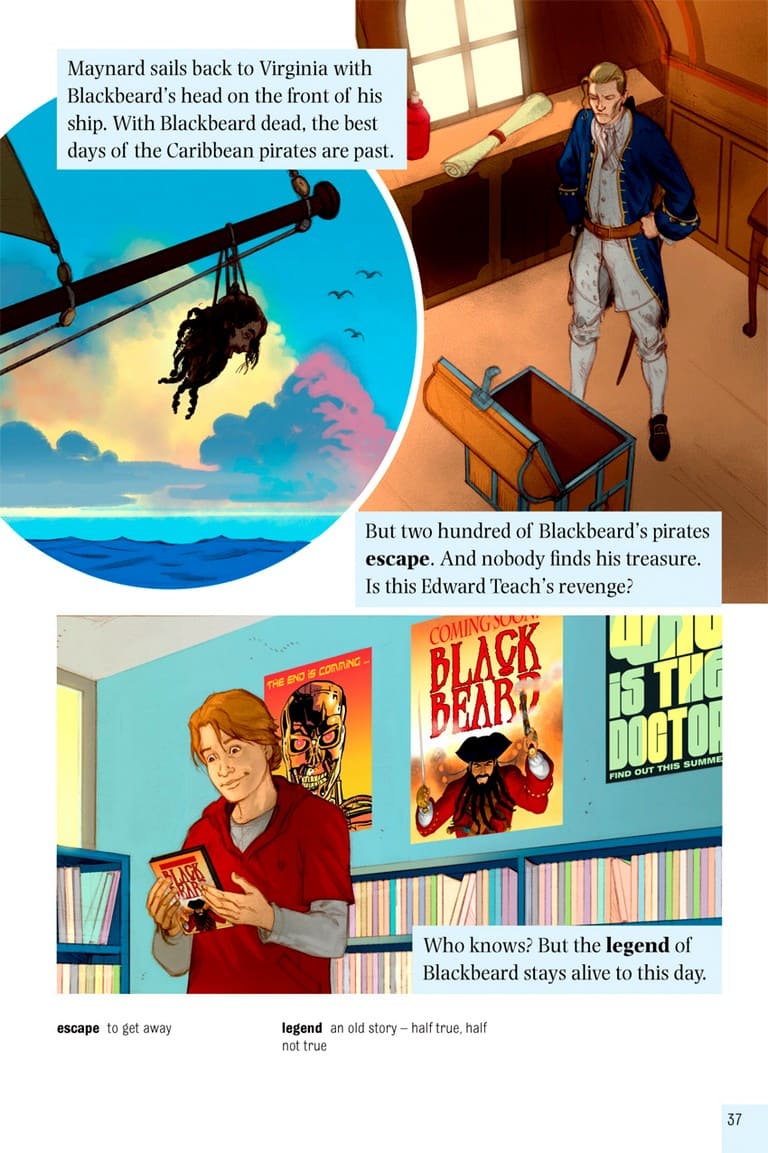 Maynard sails back to Virginia with
Blackbeard's head on the front of his
ship. With Blackbeard dead, the best
days of the Caribbean pirates are past.
But two hundred of Blackbeard's pirates
escape. And nobody finds his treasure.
Is this Edward Teach's revenge?
THE END IS COMMING ...
COMING SOON!
BLACK
BEARD
WHO
IS THE
DOCTOR
FIND OUT THIS SUMME
BLACK
BEARD
Who knows? But the legend of
Blackbeard stays alive to this day.
escape to get away
legend an old story – half true, half
not true
37